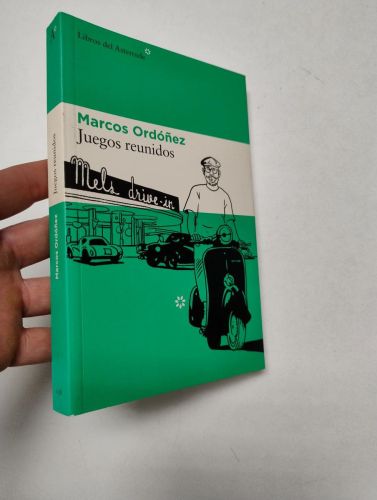 Libros del Asteroide
Marcos Ordóñez
Juegos reunidos
Mels drive-in
Juegos reunidos
Marcos Ordóñez